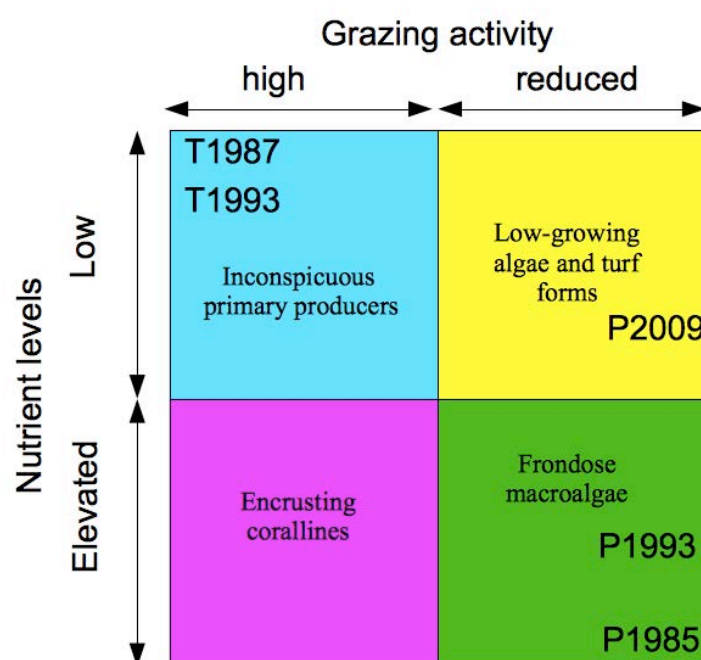 Grazing activity
high reduced
Nutrient levels
Low
Elevated
T1987
T1993
Inconspicuous
primary producers
Low-growing
algae and turf
forms
P2009
Encrusting
corallines
Frondose
macroalgae
P1993
P1985